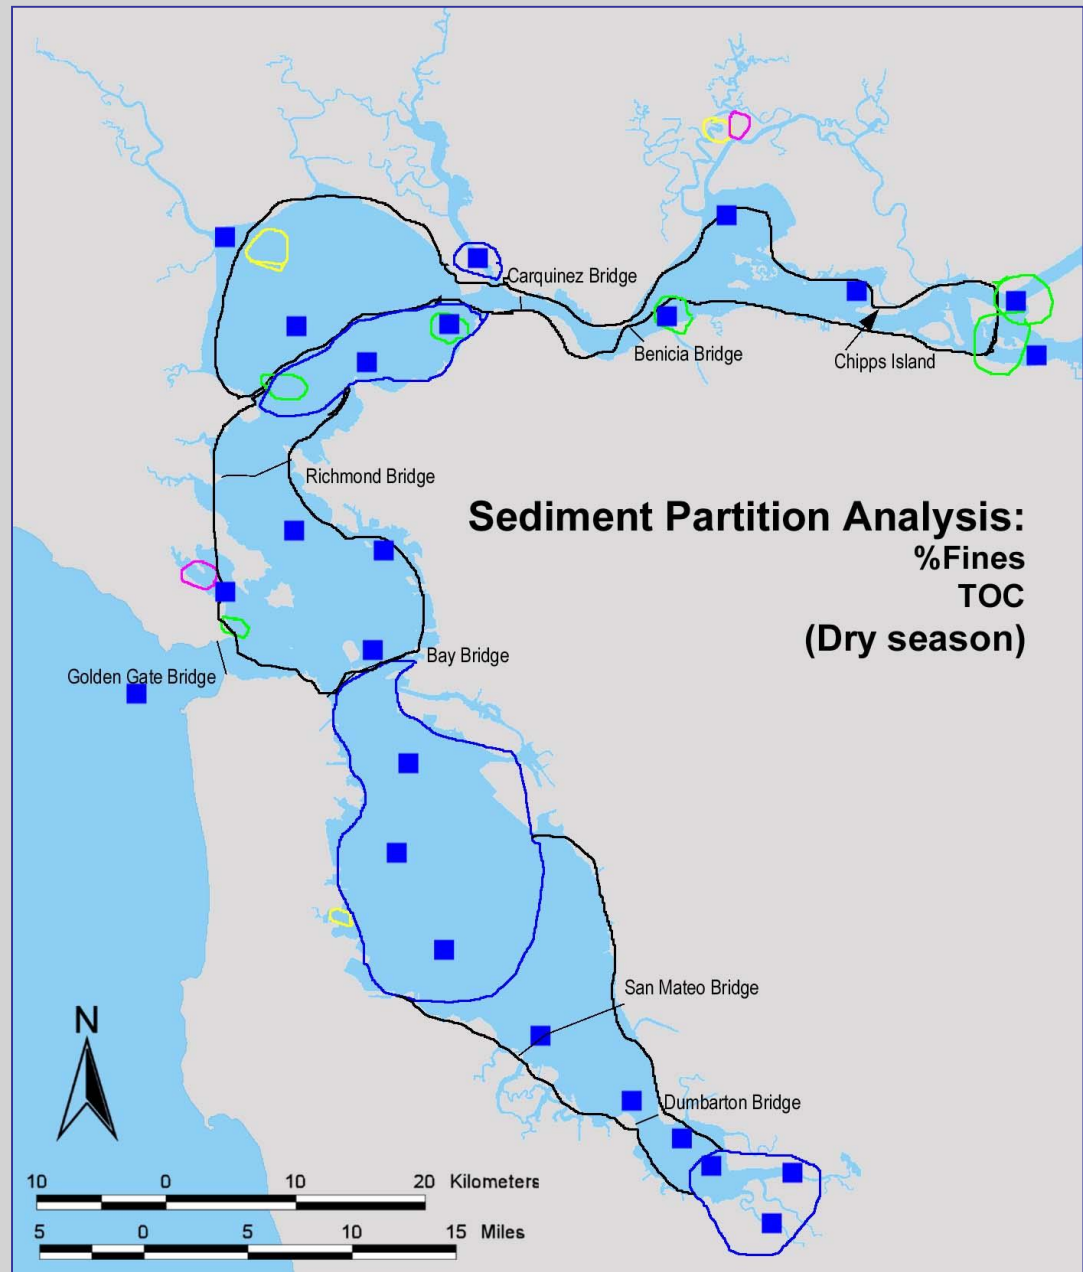 Carquinez Bridge
Benicia Bridge
Chipps Island
Richmond Bridge
Sediment Partition Analysis:
%Fines
TOC
(Dry season)
Bay Bridge
Golden Gate Bridge
San Mateo Bridge
N
Dumbarton Bridge
10 0 10 20 Kilometers
5 0 5 10 15 Miles